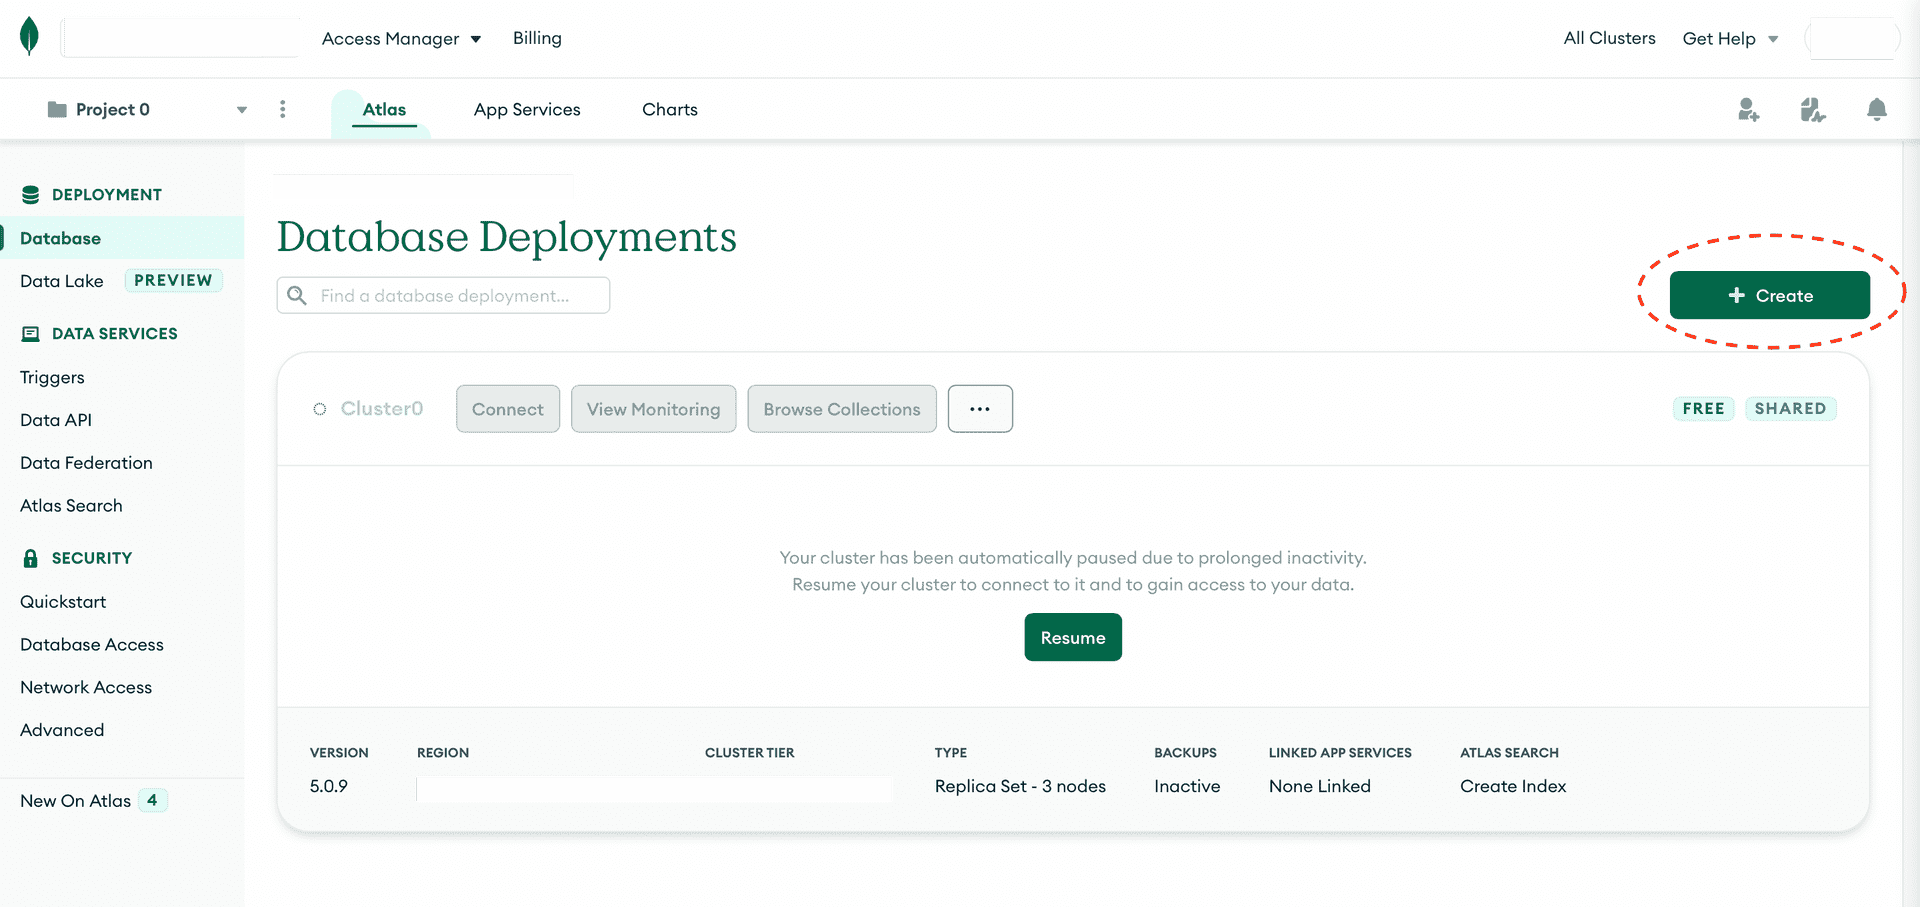 Access Manager Billing All Clusters Get Help
Project 0 Atlas App Services Charts
DEPLOYMENT
Database
Data Lake PREVIEW
DATA SERVICES
Triggers
Data API
Data Federation
Atlas Search
SECURITY
Quickstart
Database Access
Network Access
Advanced
New On Atlas 4
Database Deployments
Find a database deployment...
+ Create
Cluster0 Connect View Monitoring Browse Collections ... FREE SHARED
Your cluster has been automatically paused due to prolonged inactivity.
Resume your cluster to connect to it and to gain access to your data.
Resume
VERSION REGION CLUSTER TIER TYPE BACKUPS LINKED APP SERVICES ATLAS SEARCH
5.0.9 Replica Set - 3 nodes Inactive None Linked Create Index